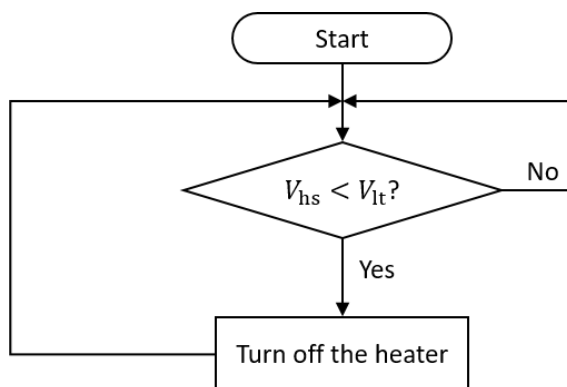 Start
V_hs < V_lt?
No
Yes
Turn off the heater